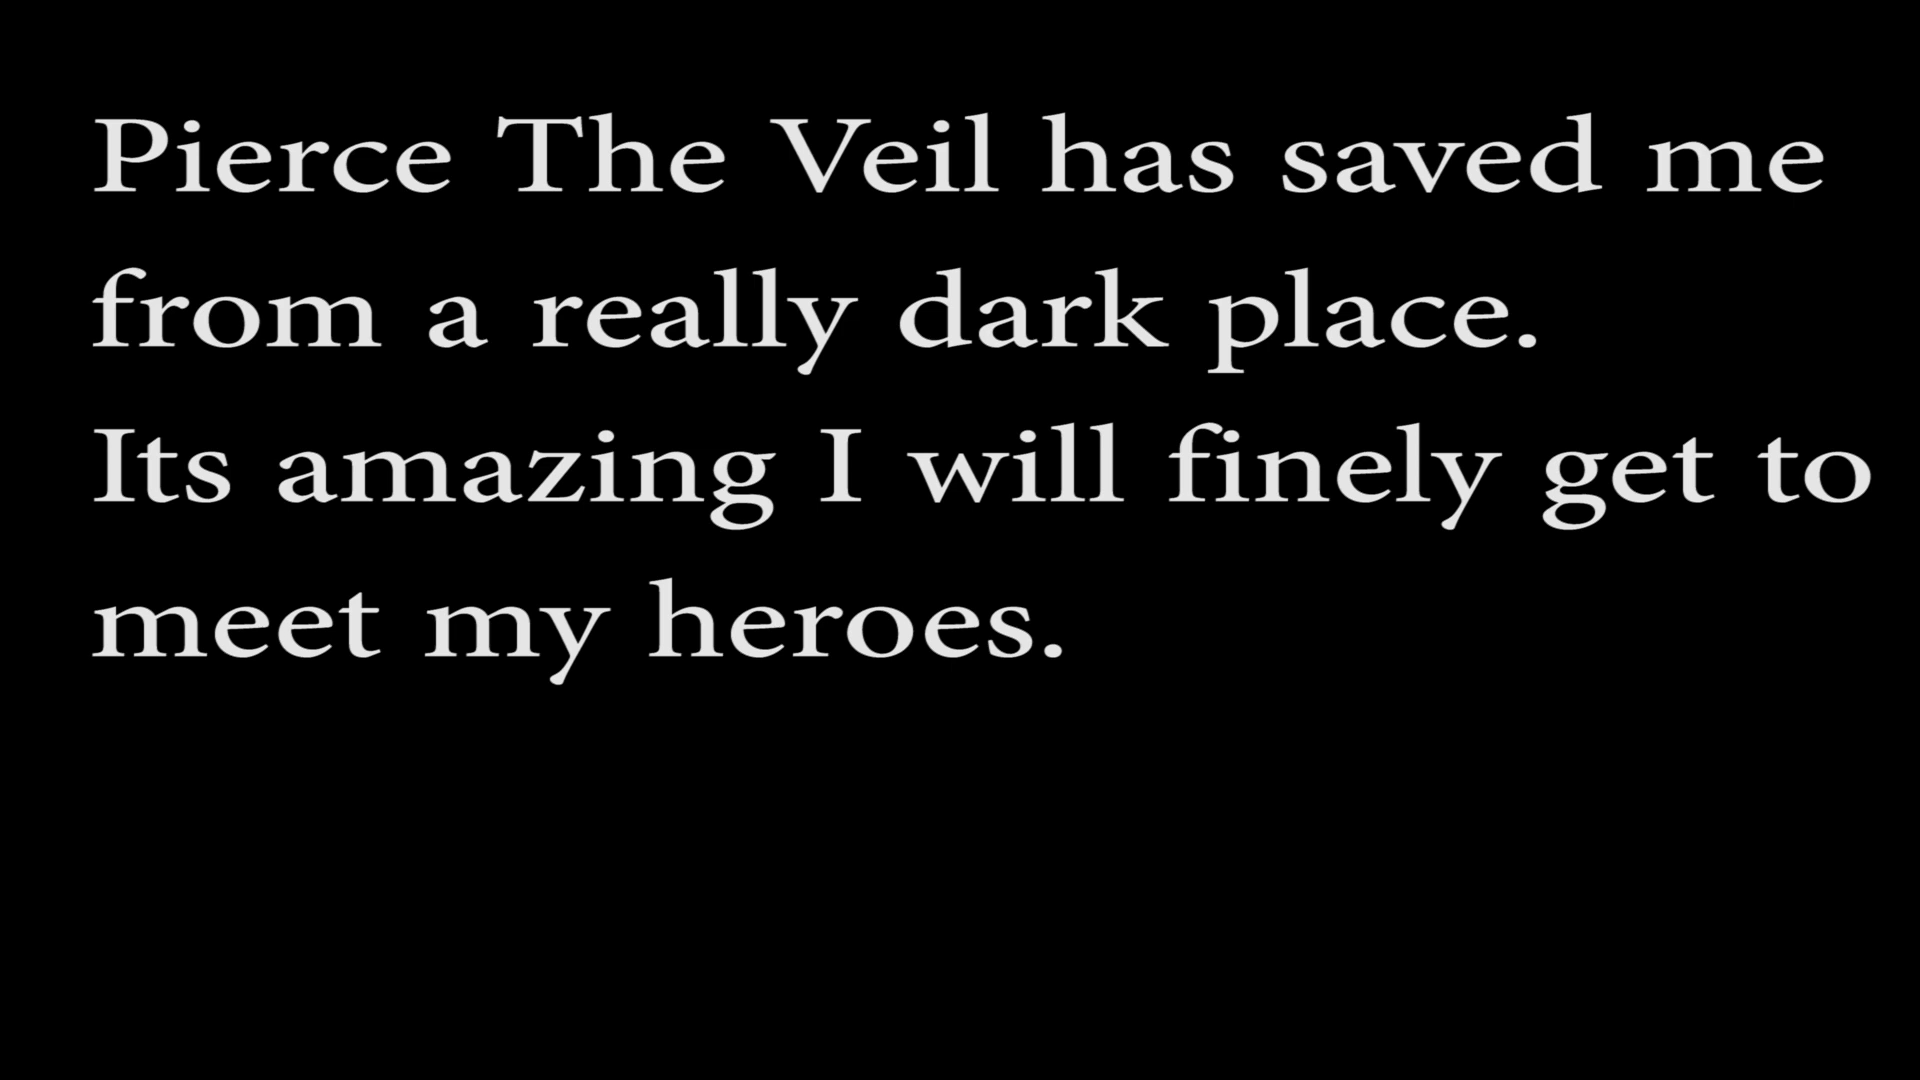 Pierce The Veil has saved me
from a really dark place.
Its amazing I will finely get to
meet my heroes.